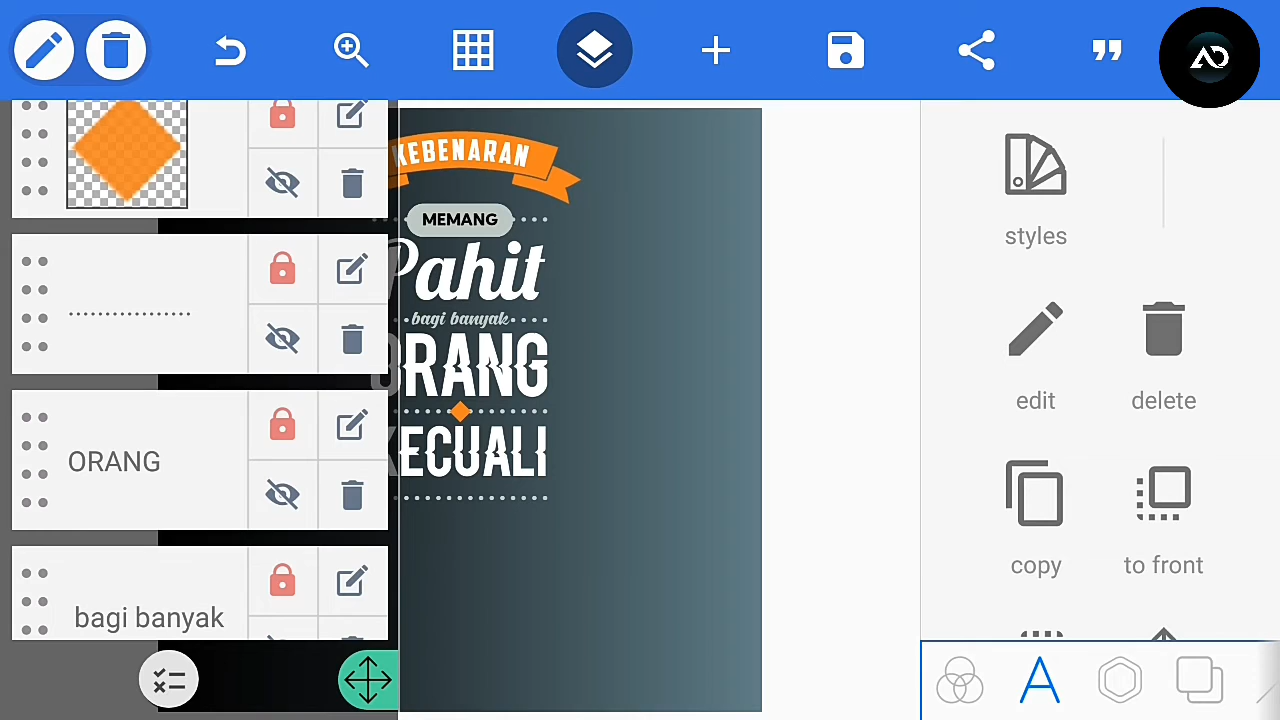 KEBENARAN
MEMANG
Pahit
bagi banyak
ORANG
KECUALI
................
ORANG
bagi banyak
styles
edit
delete
copy
to front
A